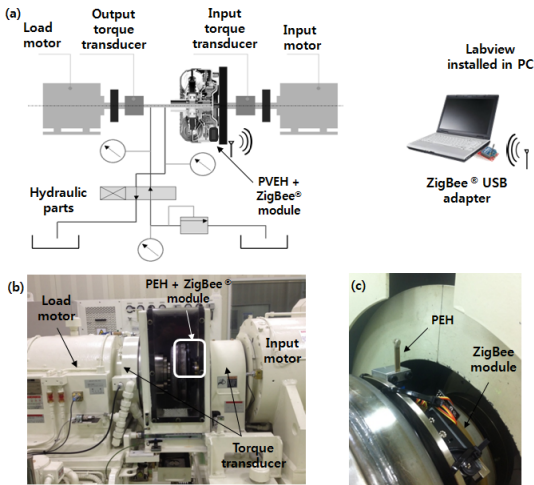 (a)
Load
motor
Output
torque
transducer
Input
torque
transducer
Input
motor
Labview
installed in PC
Hydraulic
parts
PVEH +
ZigBee®
module
ZigBee ® USB
adapter
(b)
PEH + ZigBee ®
module
Load
motor
Input
motor
Torque
transducer
(c)
PEH
ZigBee
module